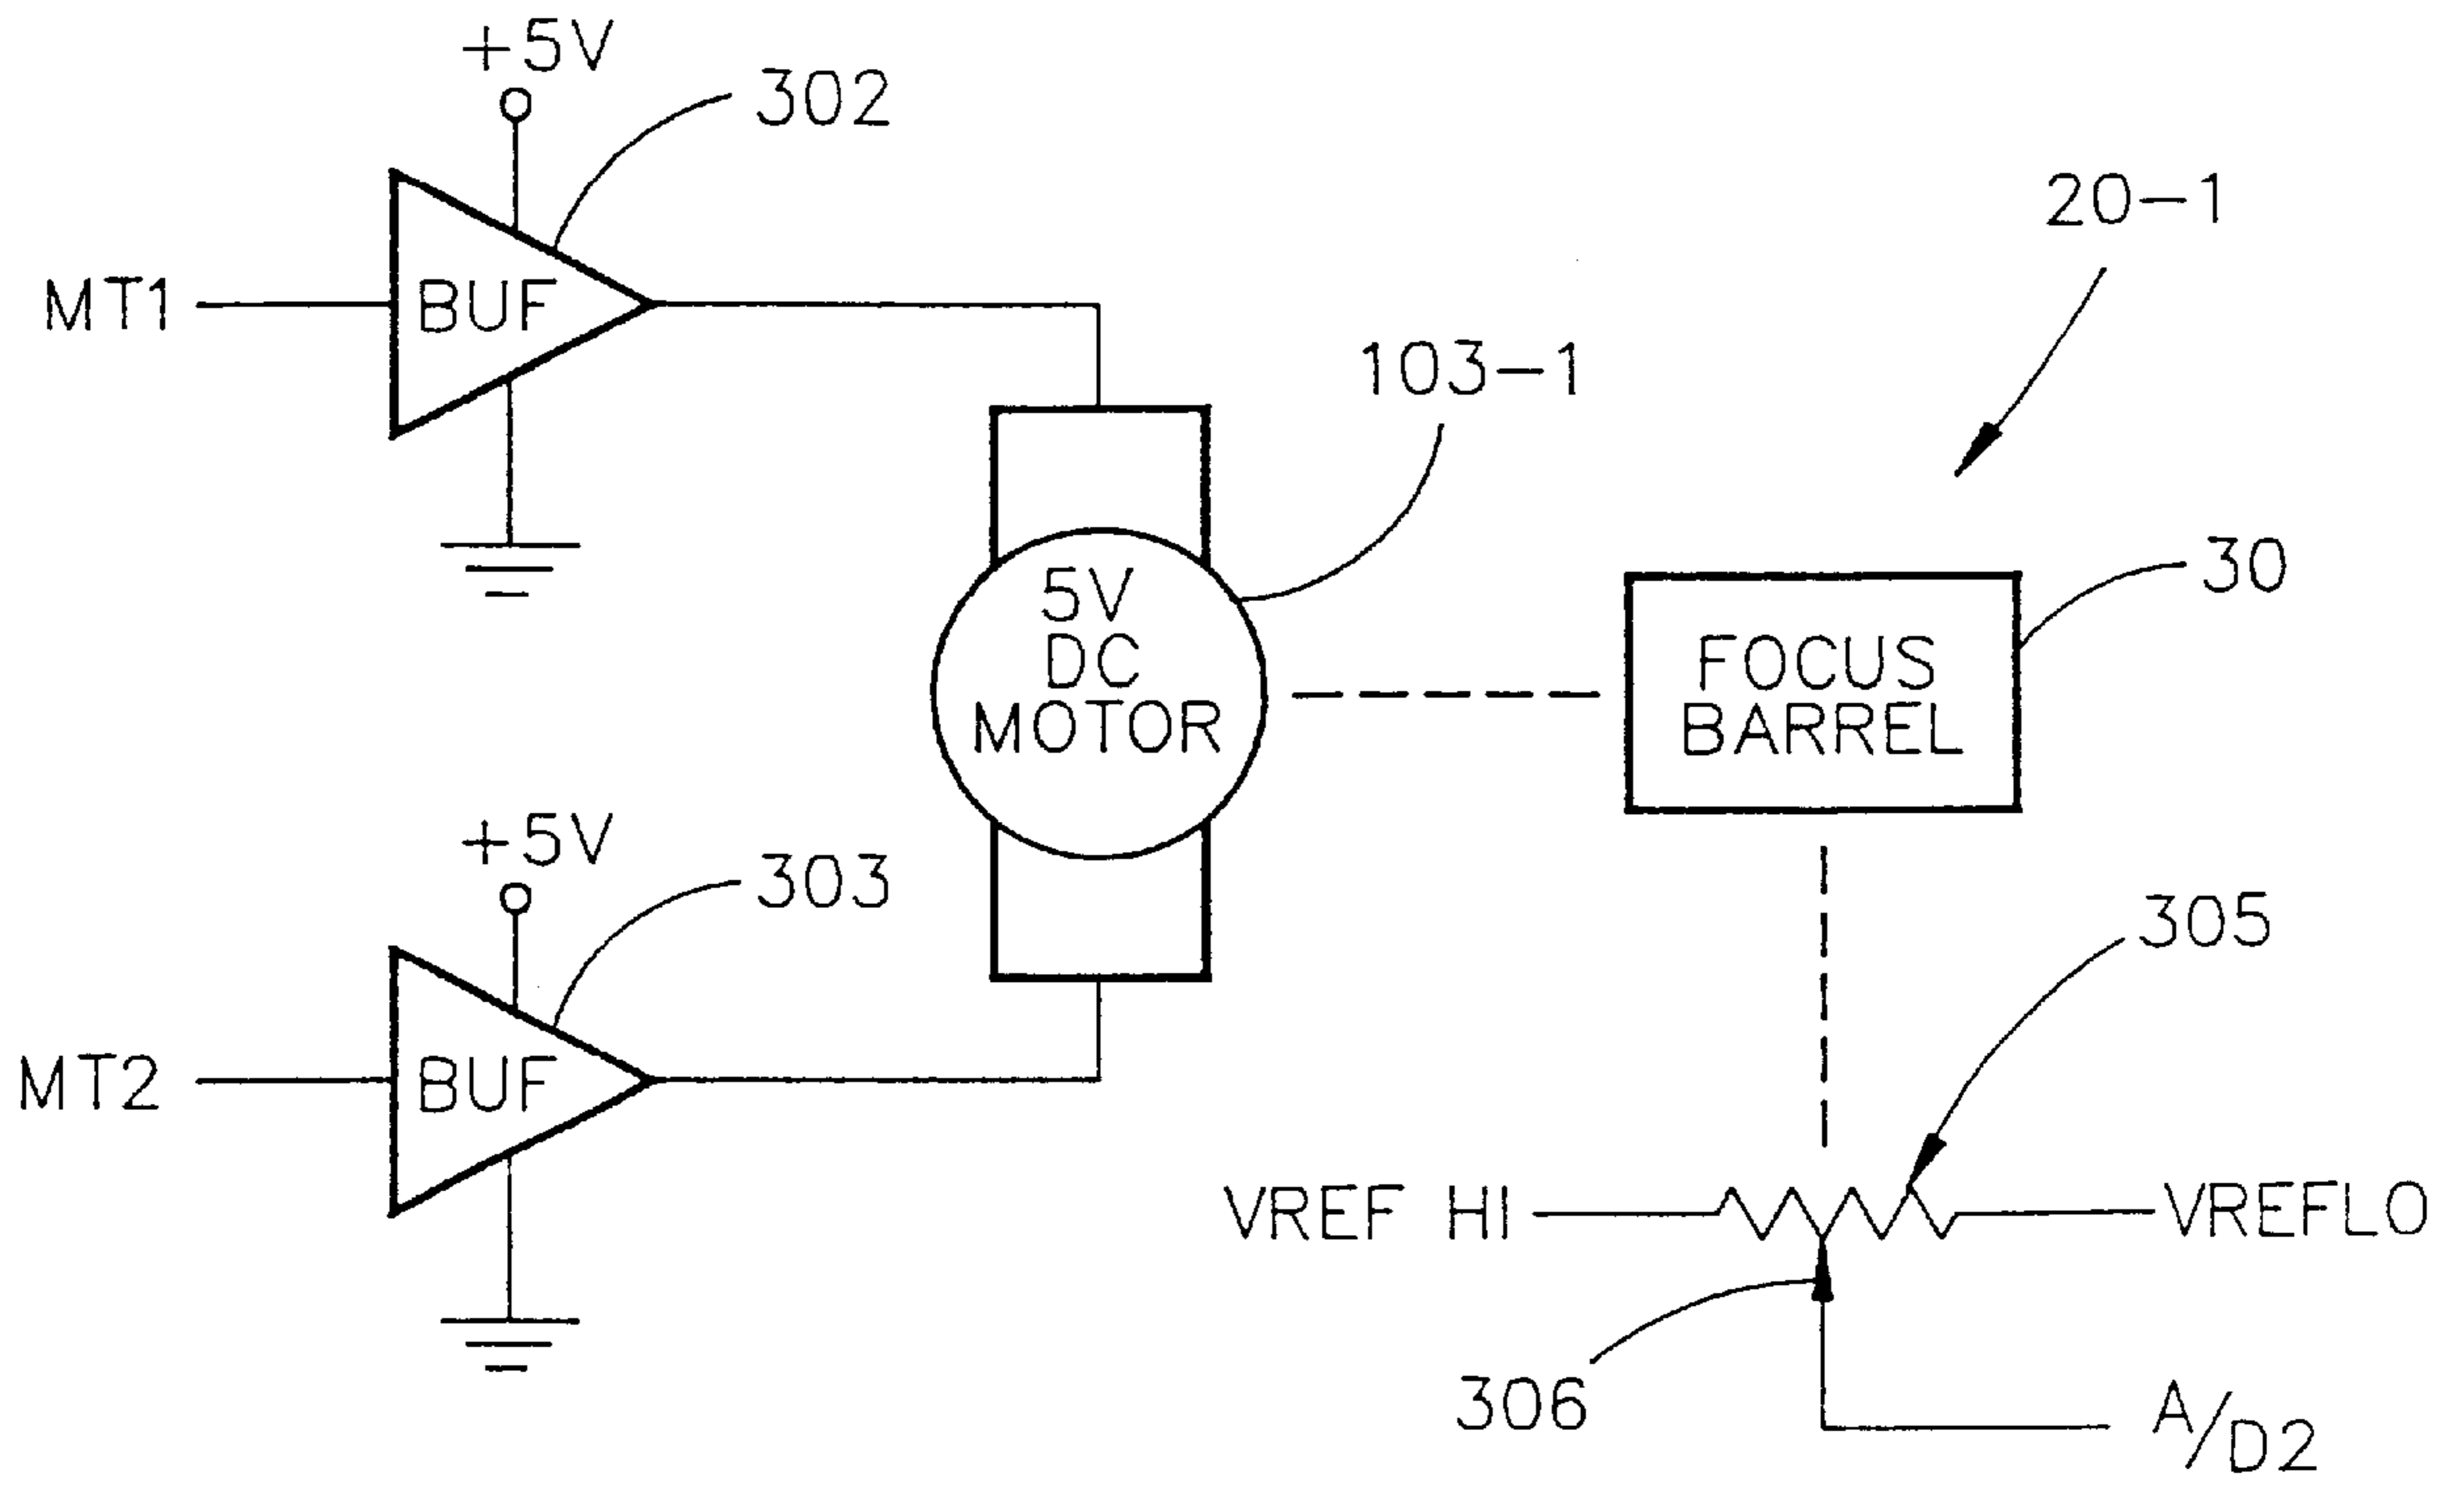 +5V
302
20-1
MT1
BUF
103-1
5V
DC
MOTOR
30
FOCUS
BARREL
+5V
303
305
MT2
BUF
VREF HI
VREFLO
306
A/D2